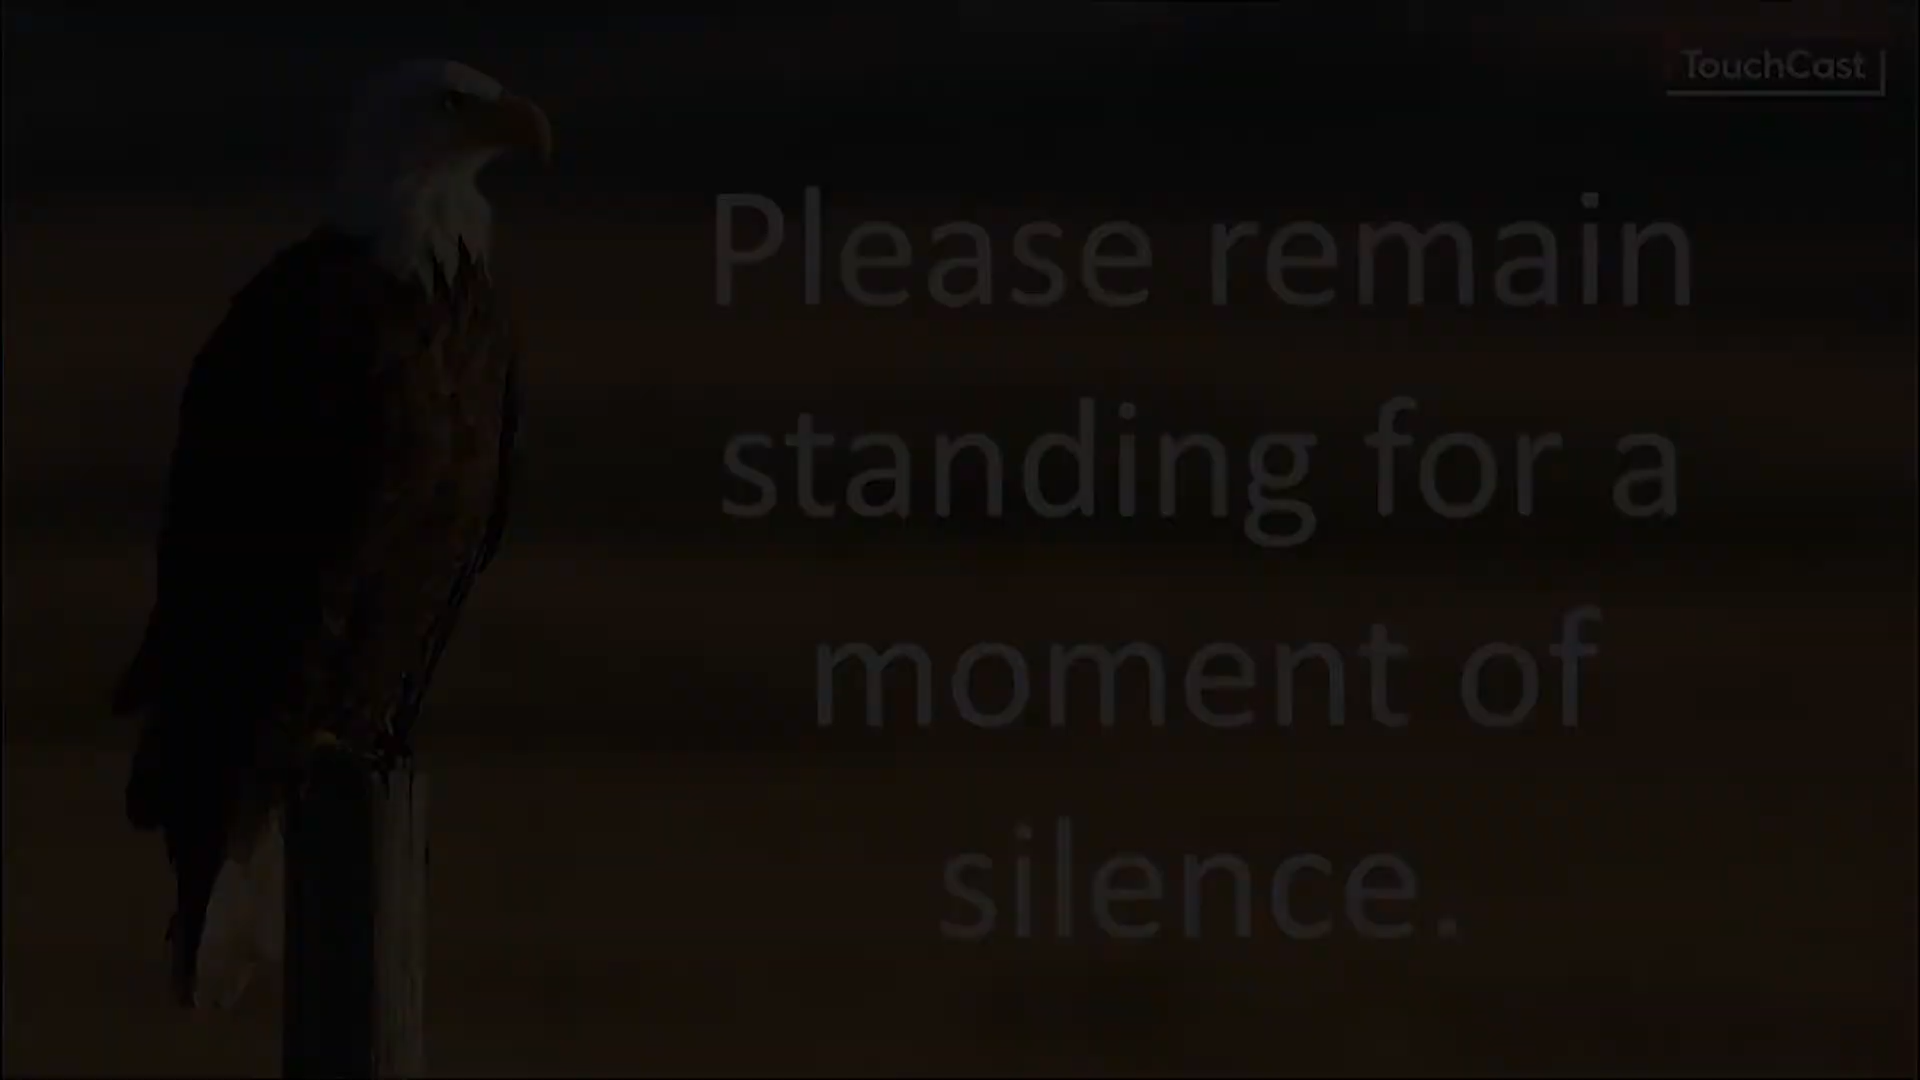 TouchCast
Please remain
standing for a
moment of
silence.